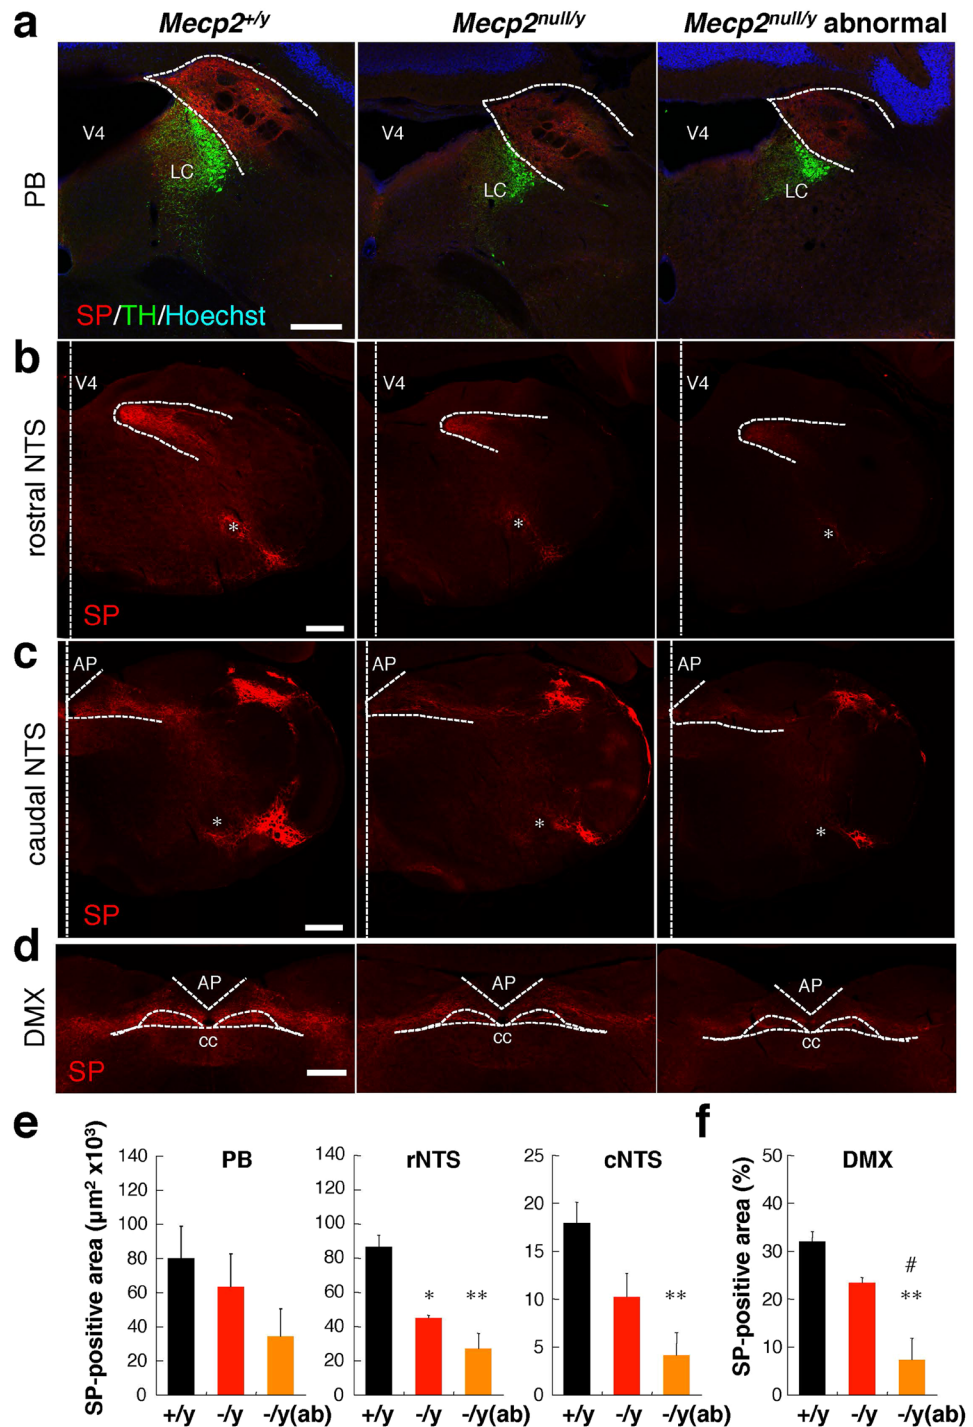 a
Mecp2+/y
Mecp2null/y
Mecp2null/y abnormal
PB
V4
LC
SP/TH/Hoechst
V4
LC
V4
LC
b
rostral NTS
V4
*
SP
V4
*
V4
*
c
caudal NTS
AP
*
SP
AP
*
AP
*
d
DMX
AP
cc
SP
AP
cc
AP
cc
e
SP-positive area (µm² x10³)
PB
140
120
100
80
60
40
20
0
+/y -/y -/y(ab)
rNTS
140
120
100
80
60
40
20
0
* **
+/y -/y -/y(ab)
cNTS
25
20
15
10
5
0
**
+/y -/y -/y(ab)
f
SP-positive area (%)
DMX
50
40
30
20
10
0
#
**
+/y -/y -/y(ab)